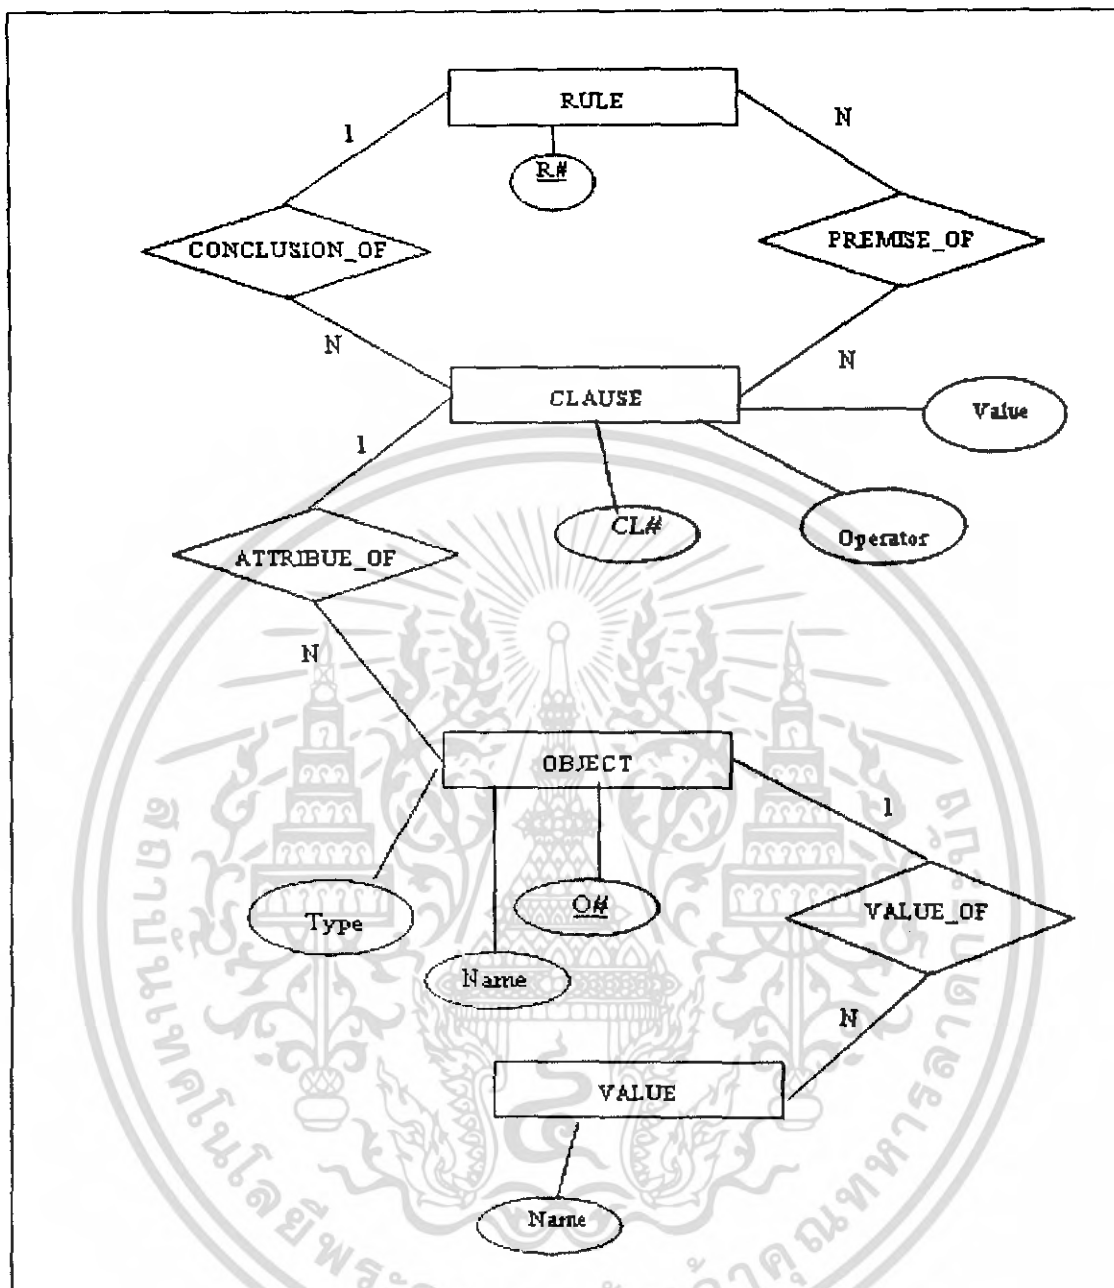 RULE
1
N
R#
CONCLUSION_OF
PREMISE_OF
N
N
CLAUSE
Value
1
CL#
Operator
ATTRIBUE_OF
N
OBJECT
1
Type
O#
VALUE_OF
Name
N
VALUE
Name